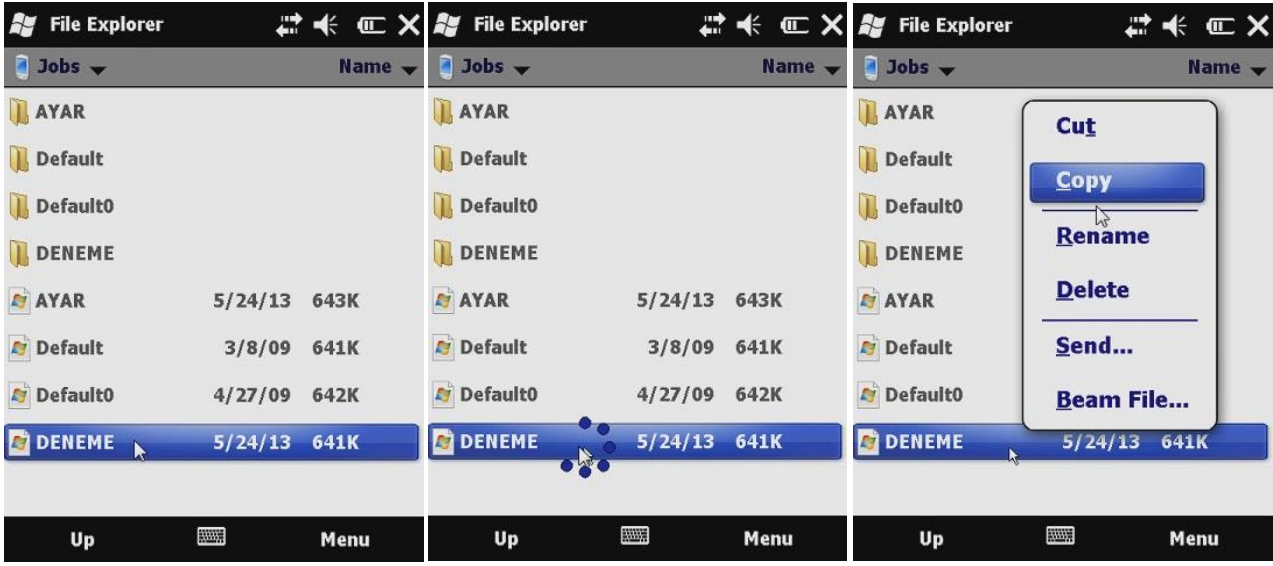 File Explorer
Jobs Name
AYAR
Default
Default0
DENEME
AYAR 5/24/13 643K
Default 3/8/09 641K
Default0 4/27/09 642K
DENEME 5/24/13 641K
Up Menu
File Explorer
Jobs Name
AYAR
Default
Default0
DENEME
AYAR 5/24/13 643K
Default 3/8/09 641K
Default0 4/27/09 642K
DENEME 5/24/13 641K
Up Menu
File Explorer
Jobs Name
AYAR
Default
Default0
DENEME
AYAR
Default
Default0
DENEME 5/24/13 641K
Cut
Copy
Rename
Delete
Send...
Beam File...
Up Menu